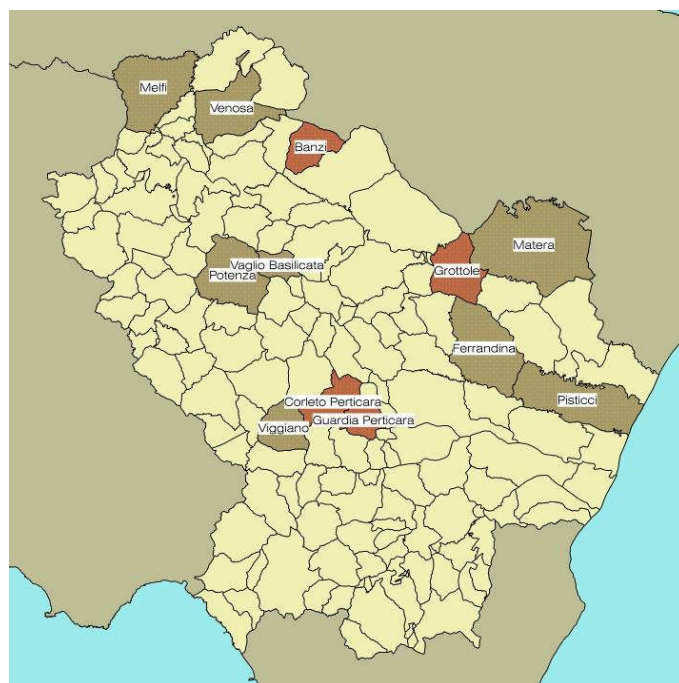 Melfi
Venosa
Banzi
Matera
Vaglio Basilicata
Potenza
Grottole
Ferrandina
Pisticci
Corleto Perticara
Guardia Perticara
Viggiano